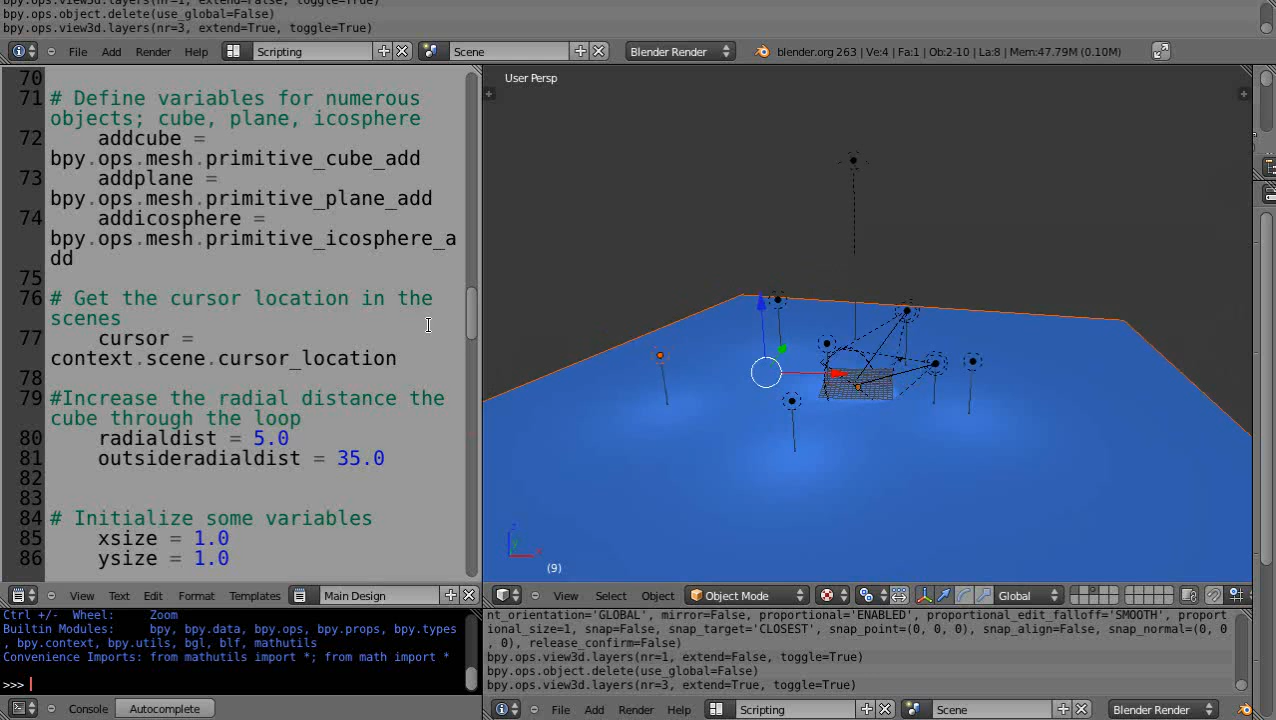 bpy.ops.view3d.layers(nr=1, extend=False, toggle=True)
bpy.ops.object.delete(use_global=False)
bpy.ops.view3d.layers(nr=3, extend=True, toggle=True)
File Add Render Help Scripting Scene Blender Render blender.org 263 | Ve:4 | Fa:1 | Ob:2-10 | La:8 | Mem:47.79M (0.10M)
70
71 # Define variables for numerous
objects; cube, plane, icosphere
72 addcube =
bpy.ops.mesh.primitive_cube_add
73 addplane =
bpy.ops.mesh.primitive_plane_add
74 addicosphere =
bpy.ops.mesh.primitive_icosphere_a
dd
75
76 # Get the cursor location in the
scenes
77 cursor =
context.scene.cursor_location
78
79 #Increase the radial distance the
cube through the loop
80 radialdist = 5.0
81 outsideradialdist = 35.0
82
83
84 # Initialize some variables
85 xsize = 1.0
86 ysize = 1.0
View Text Edit Format Templates Main Design
User Persp
(9)
View Select Object Object Mode Global
Ctrl +/- Wheel: Zoom
Builtin Modules: bpy, bpy.data, bpy.ops, bpy.props, bpy.types
, bpy.context, bpy.utils, bgl, blf, mathutils
Convenience Imports: from mathutils import *; from math import *
>>>
Console Autocomplete
nt_orientation='GLOBAL', mirror=False, proportional='ENABLED', proportional_edit_falloff='SMOOTH', proport
ional_size=1, snap=False, snap_target='CLOSEST', snap_point=(0, 0, 0), snap_align=False, snap_normal=(0, 0
, 0), release_confirm=False)
bpy.ops.view3d.layers(nr=1, extend=False, toggle=True)
bpy.ops.object.delete(use_global=False)
bpy.ops.view3d.layers(nr=3, extend=True, toggle=True)
File Add Render Help Scripting Scene Blender Render